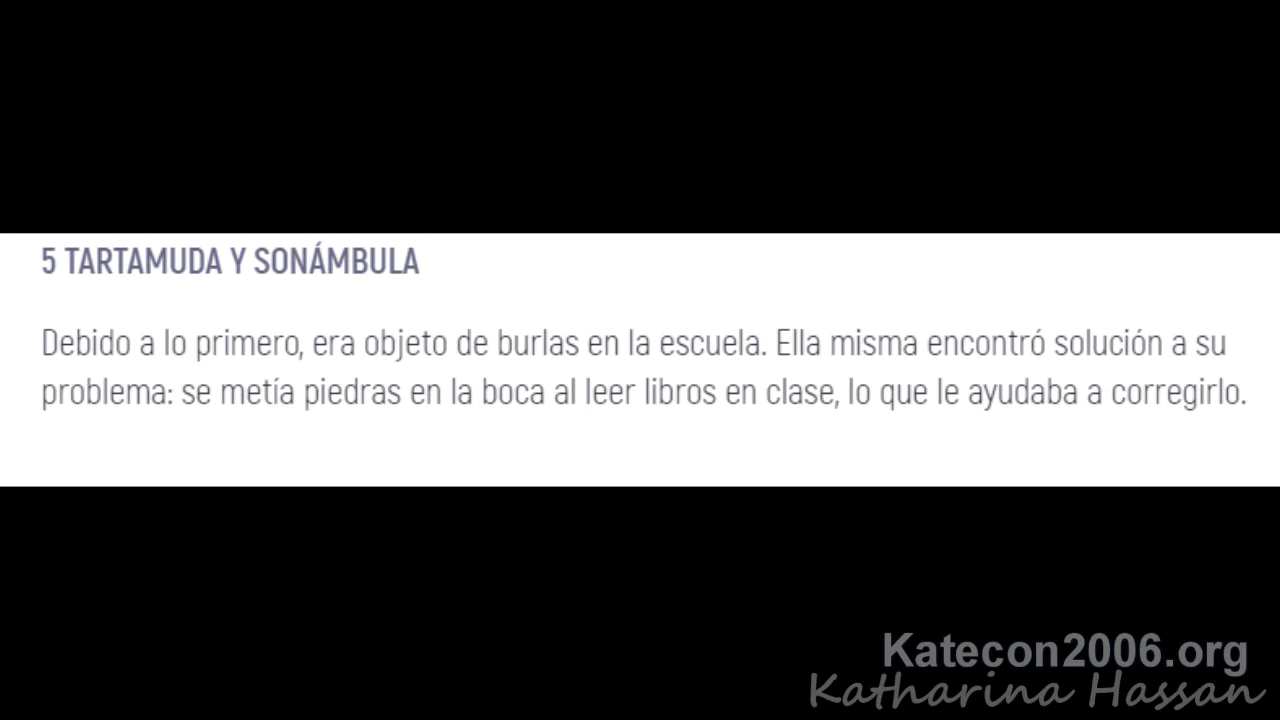 5 TARTAMUDA Y SONÁMBULA
Debido a lo primero, era objeto de burlas en la escuela. Ella misma encontró solución a su
problema: se metía piedras en la boca al leer libros en clase, lo que le ayudaba a corregirlo.
Katecon2006.org
Katharina Hassan